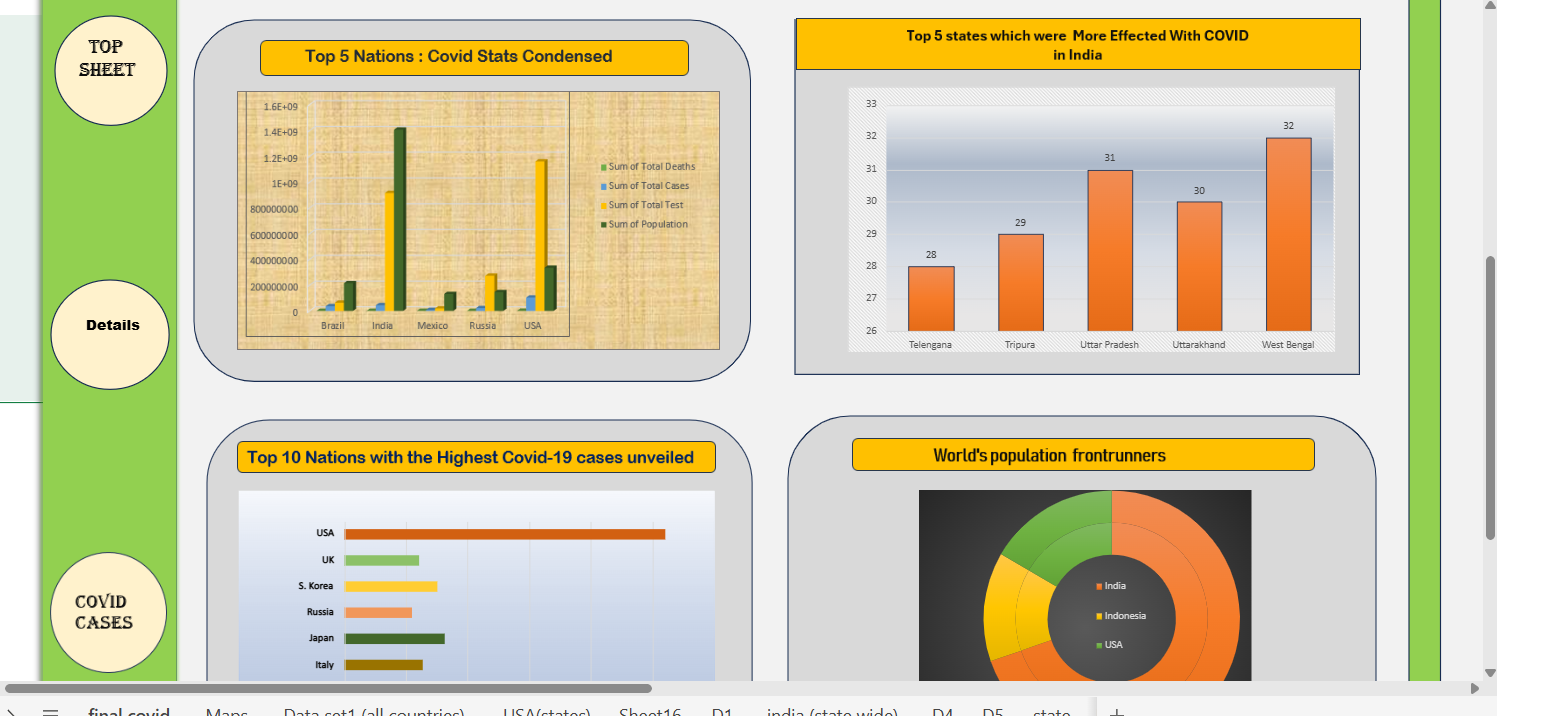 TOP
SHEET
Details
COVID
CASES
Top 5 Nations : Covid Stats Condensed
1.6E+09
1.4E+09
1.2E+09
1E+09
800000000
600000000
400000000
200000000
0
Brazil India Mexico Russia USA
Sum of Total Deaths
Sum of Total Cases
Sum of Total Test
Sum of Population
Top 5 states which were More Effected With COVID
in India
33
32
31
30
29
28
27
26
28 29 31 30 32
Telengana Tripura Uttar Pradesh Uttarakhand West Bengal
Top 10 Nations with the Highest Covid-19 cases unveiled
USA
UK
S. Korea
Russia
Japan
Italy
World's population frontrunners
India
Indonesia
USA
final covid Maps Data set1 (all countries) USA(states) Sheet16 D1 india (state wide) D4 D5 state